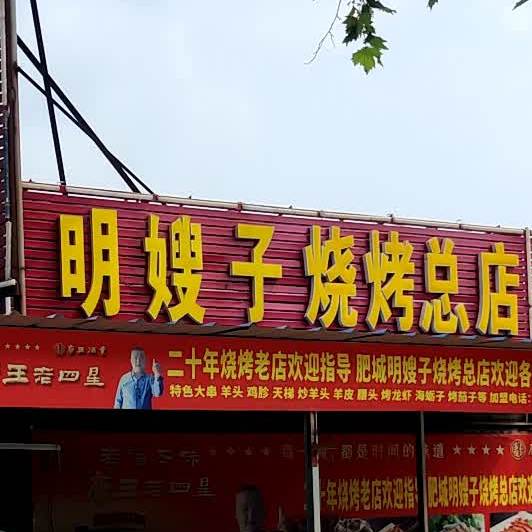 明嫂子烧烤总店
二十年烧烤老店欢迎指导 肥城明嫂子烧烤总店欢迎各
王老四星
特色大串 羊头 鸡胗 天梯 炒羊头 羊皮 腰头 烤龙虾 海蛎子 烤茄子等 加盟电话:
年烧烤老店欢迎指 肥城明嫂子烧烤总店欢